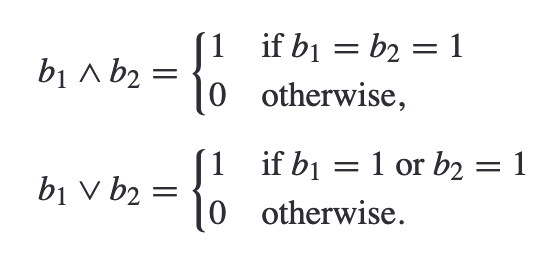 b₁ ∧ b₂ = { 1 if b₁ = b₂ = 1
0 otherwise,
b₁ ∨ b₂ = { 1 if b₁ = 1 or b₂ = 1
0 otherwise.